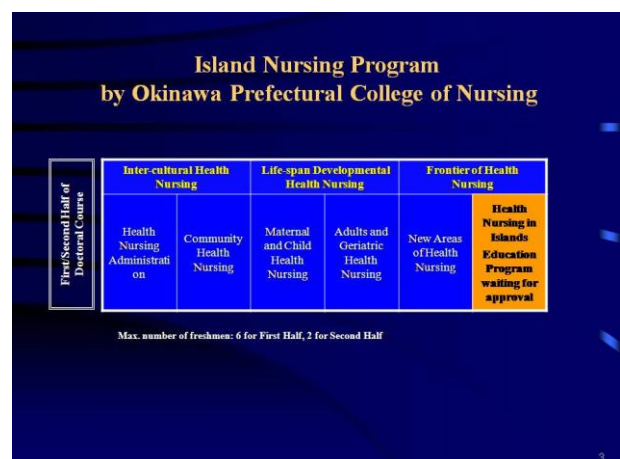 Island Nursing Program
by Okinawa Prefectural College of Nursing
First/Second Half of
Doctoral Course
Inter-cultural Health
Nursing
Life-span Developmental
Health Nursing
Frontier of Health
Nursing
Health
Nursing
Administrati
on
Community
Health
Nursing
Maternal
and Child
Health
Nursing
Adults and
Geriatric
Health
Nursing
New Areas
of Health
Nursing
Health
Nursing in
Islands
Education
Program
waiting for
approval
Max. number of freshmen: 6 for First Half, 2 for Second Half
3